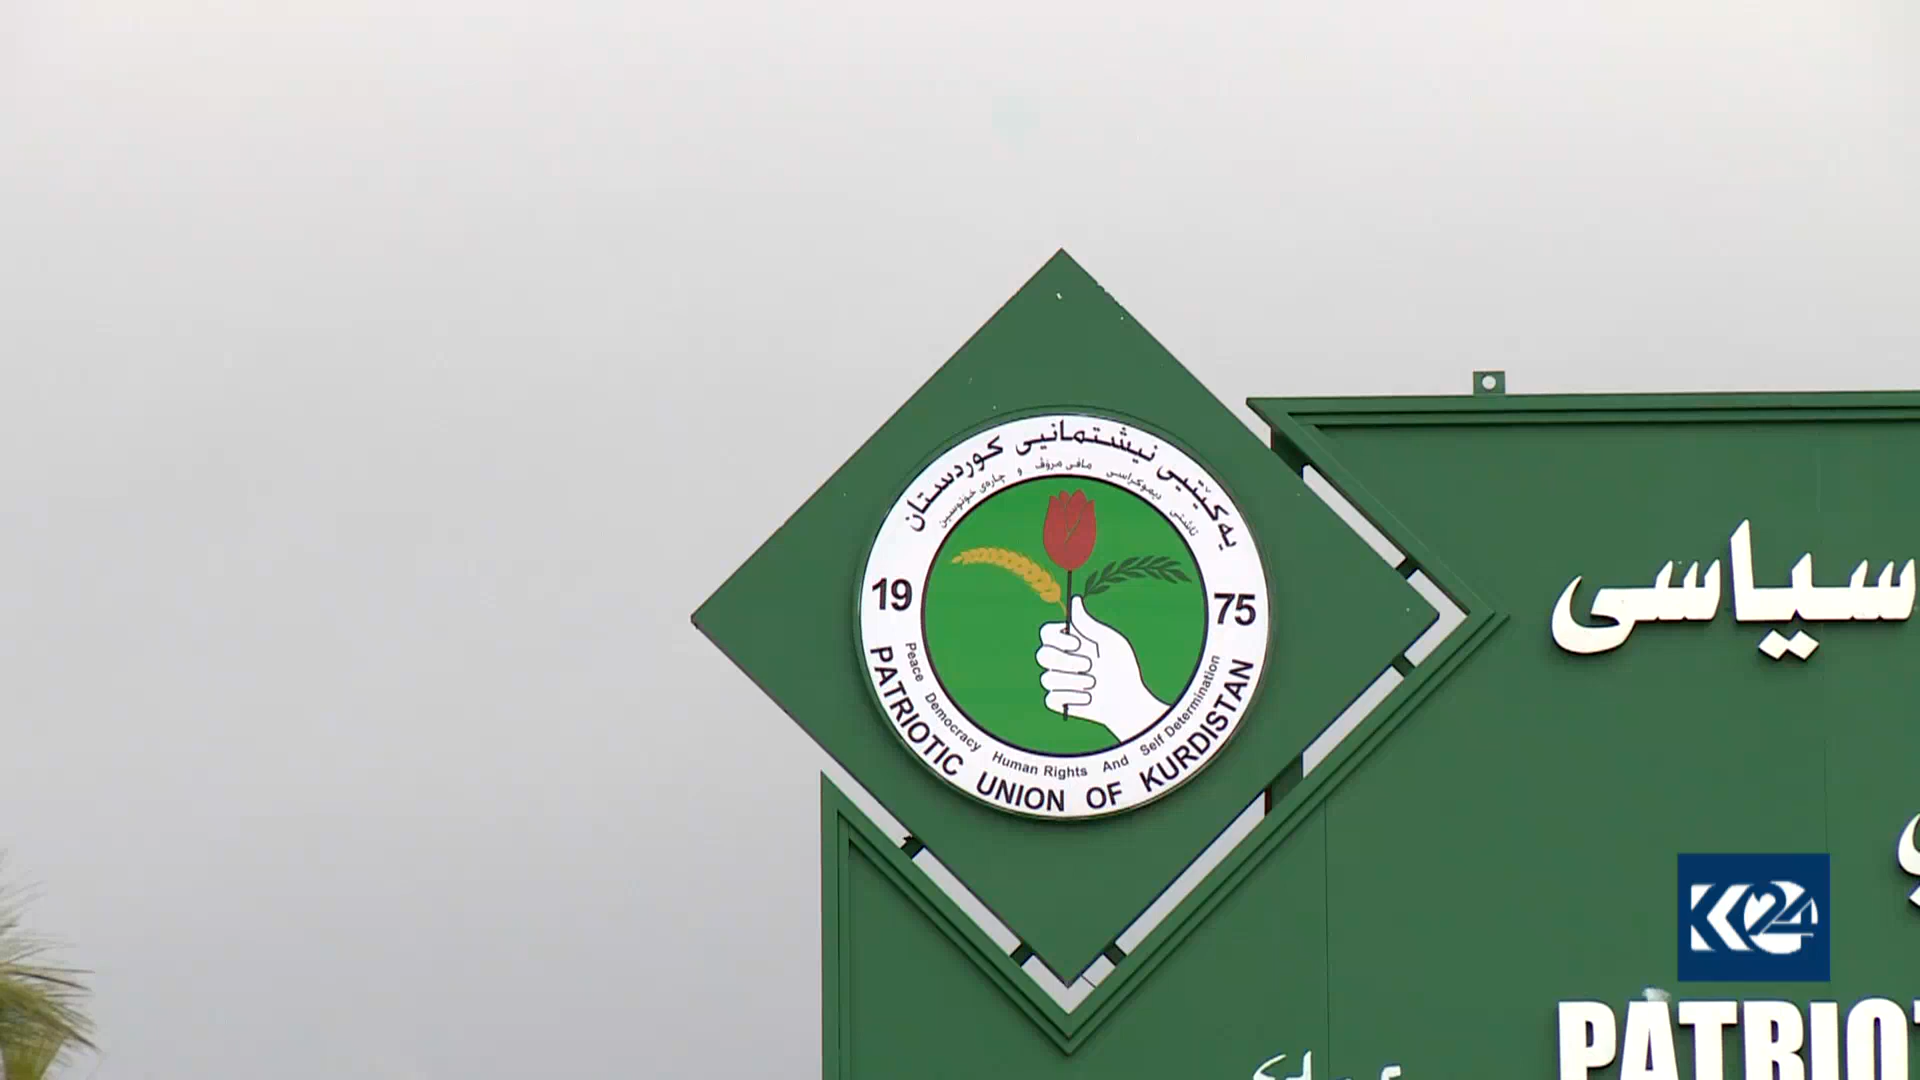 یەکێتیی نیشتمانیی کوردستان
ئاشتی دیموکراسی مافی مرۆڤ و چارەی خۆنوسین
19 75
Peace Democracy Human Rights And Self Determination
PATRIOTIC UNION OF KURDISTAN
سیاسی
K24
PATRIOT